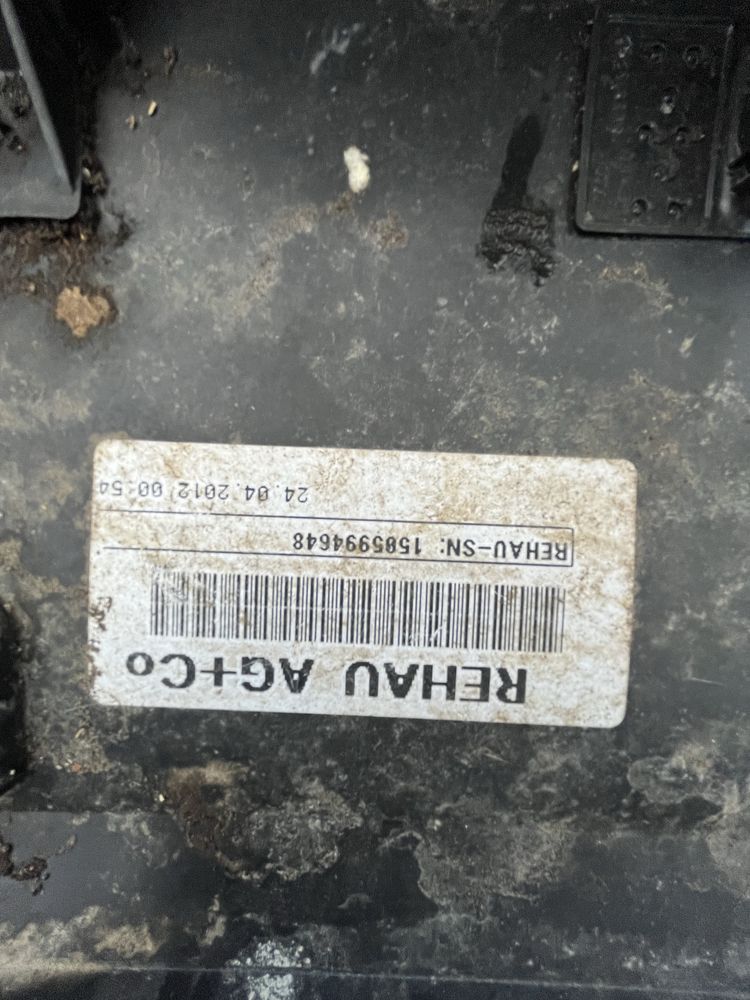 REHAU AG+Co
REHAU-SN: 1505994648
24.04.2012 00:54